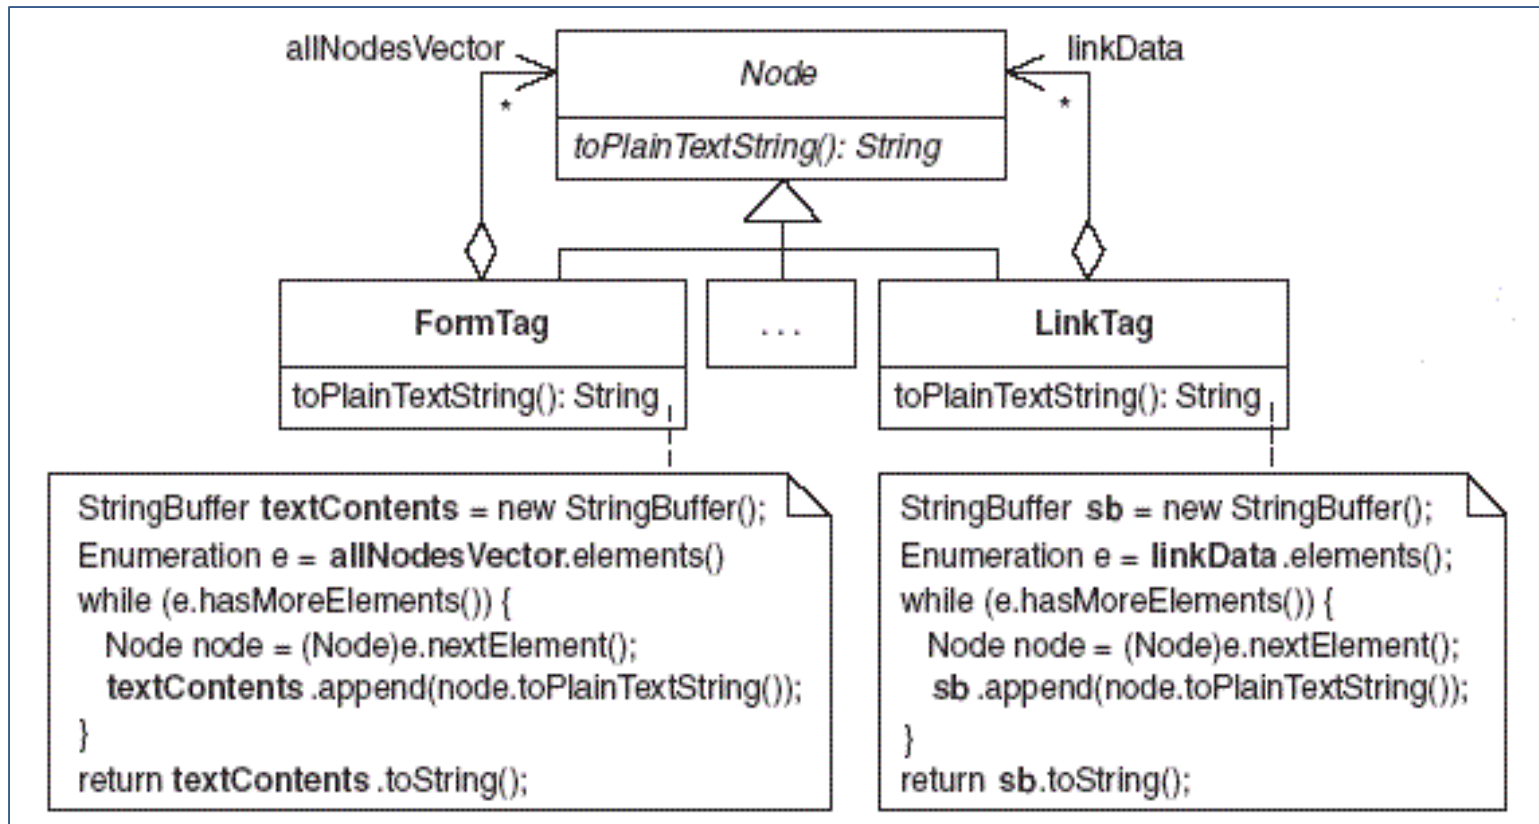 allNodesVector
linkData
*
*
Node
toPlainTextString(): String
FormTag
toPlainTextString(): String
. . .
LinkTag
toPlainTextString(): String
StringBuffer textContents = new StringBuffer();
Enumeration e = allNodesVector.elements()
while (e.hasMoreElements()) {
Node node = (Node)e.nextElement();
textContents .append(node.toPlainTextString());
}
return textContents .toString();
StringBuffer sb = new StringBuffer();
Enumeration e = linkData .elements();
while (e.hasMoreElements()) {
Node node = (Node)e.nextElement();
sb .append(node.toPlainTextString());
}
return sb.toString();